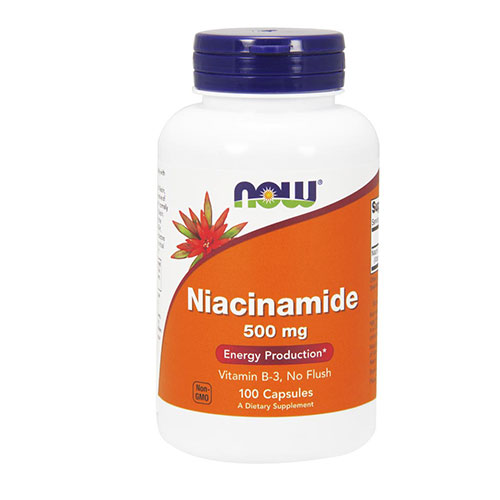 NOW®
Niacinamide
500 mg
Energy Production*
Vitamin B-3, No Flush
Non-
GMO
100 Capsules
A Dietary Supplement